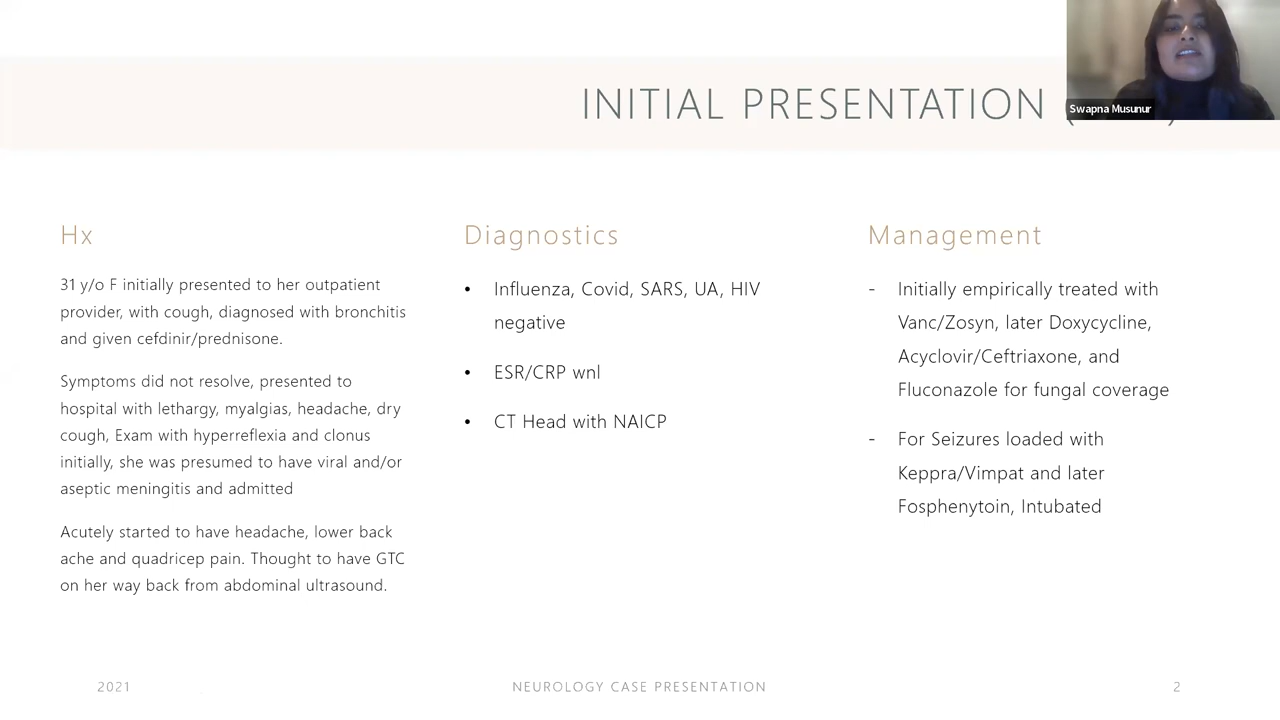 INITIAL PRESENTATION
Swapna Musunur
Hx
31 y/o F initially presented to her outpatient
provider, with cough, diagnosed with bronchitis
and given cefdinir/prednisone.
Symptoms did not resolve, presented to
hospital with lethargy, myalgias, headache, dry
cough, Exam with hyperreflexia and clonus
initially, she was presumed to have viral and/or
aseptic meningitis and admitted
Acutely started to have headache, lower back
ache and quadricep pain. Thought to have GTC
on her way back from abdominal ultrasound.
Diagnostics
• Influenza, Covid, SARS, UA, HIV
negative
• ESR/CRP wnl
• CT Head with NAICP
Management
- Initially empirically treated with
Vanc/Zosyn, later Doxycycline,
Acyclovir/Ceftriaxone, and
Fluconazole for fungal coverage
- For Seizures loaded with
Keppra/Vimpat and later
Fosphenytoin, Intubated
2021
NEUROLOGY CASE PRESENTATION
2